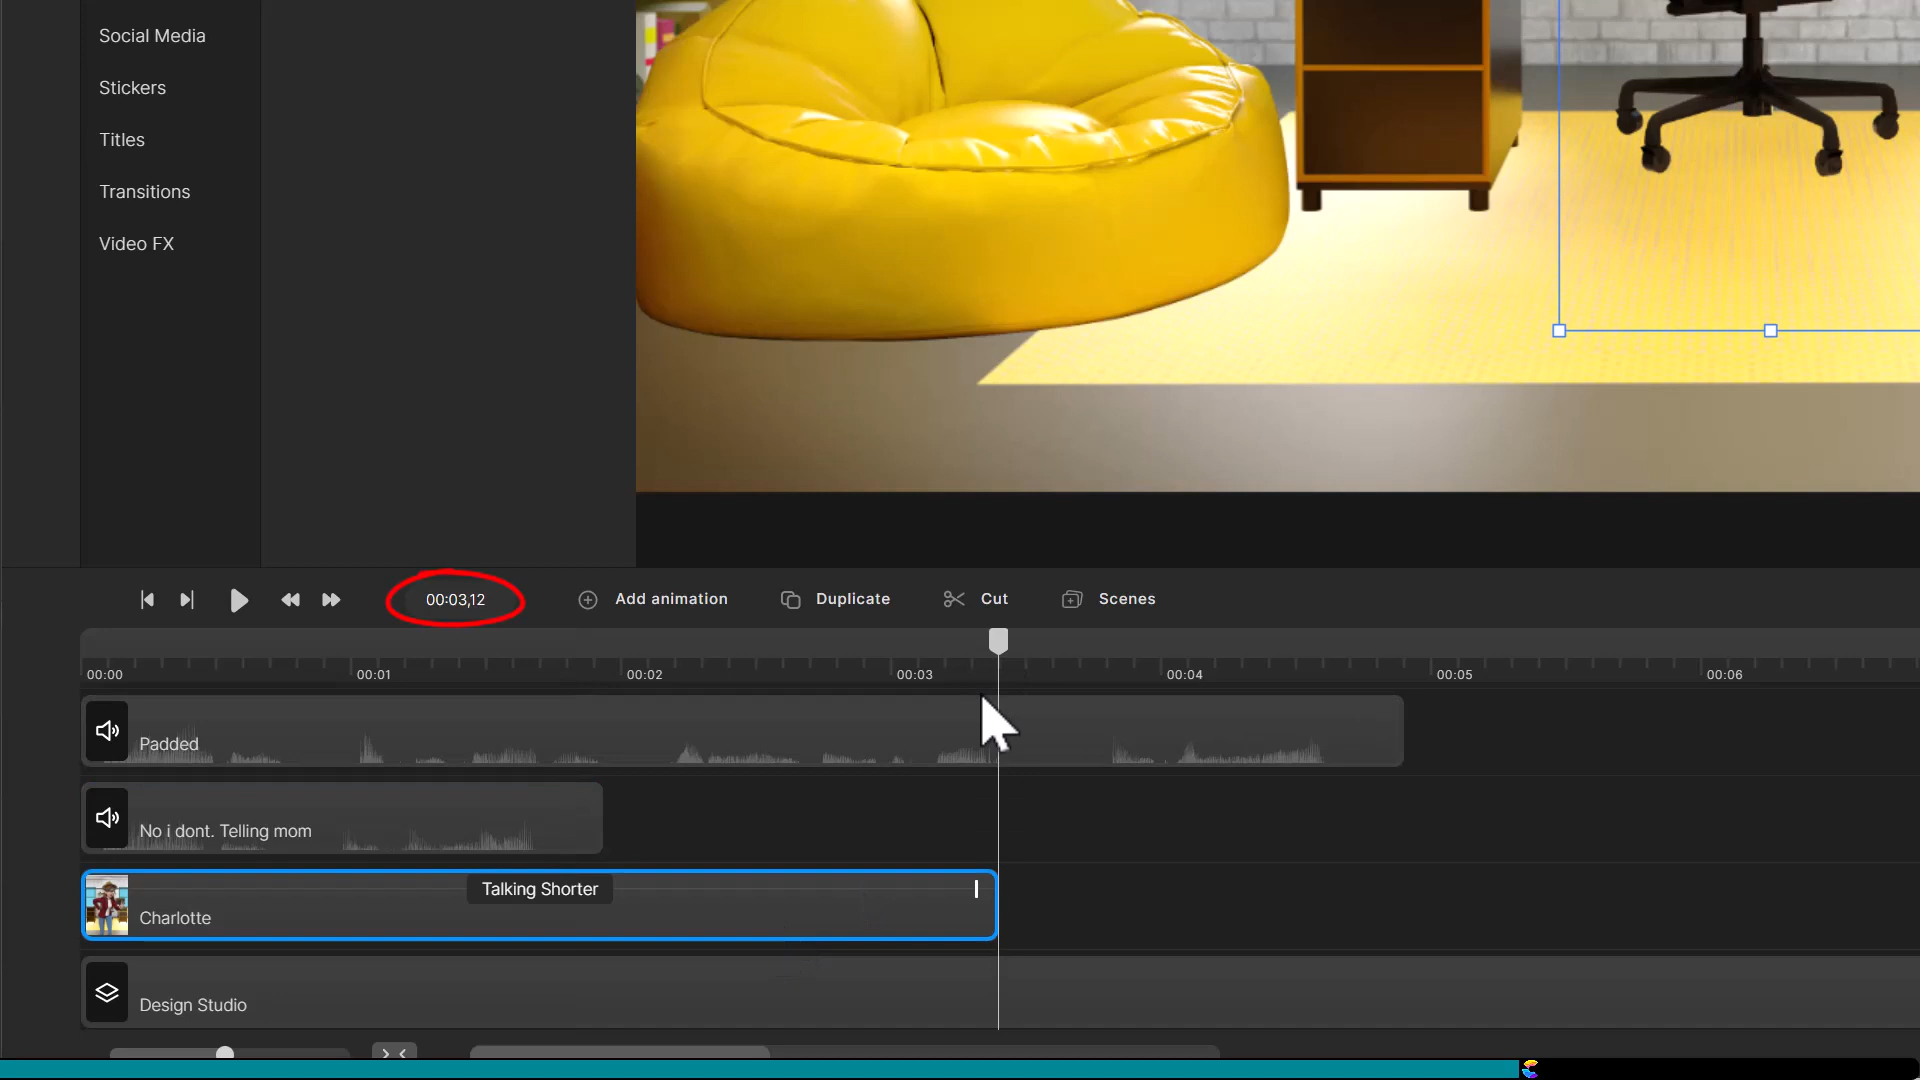 Social Media
Stickers
Titles
Transitions
Video FX
00:03,12
Add animation
Duplicate
Cut
Scenes
00:00
00:01
00:02
00:03
00:04
00:05
00:06
Padded
No i dont. Telling mom
Talking Shorter
Charlotte
Design Studio